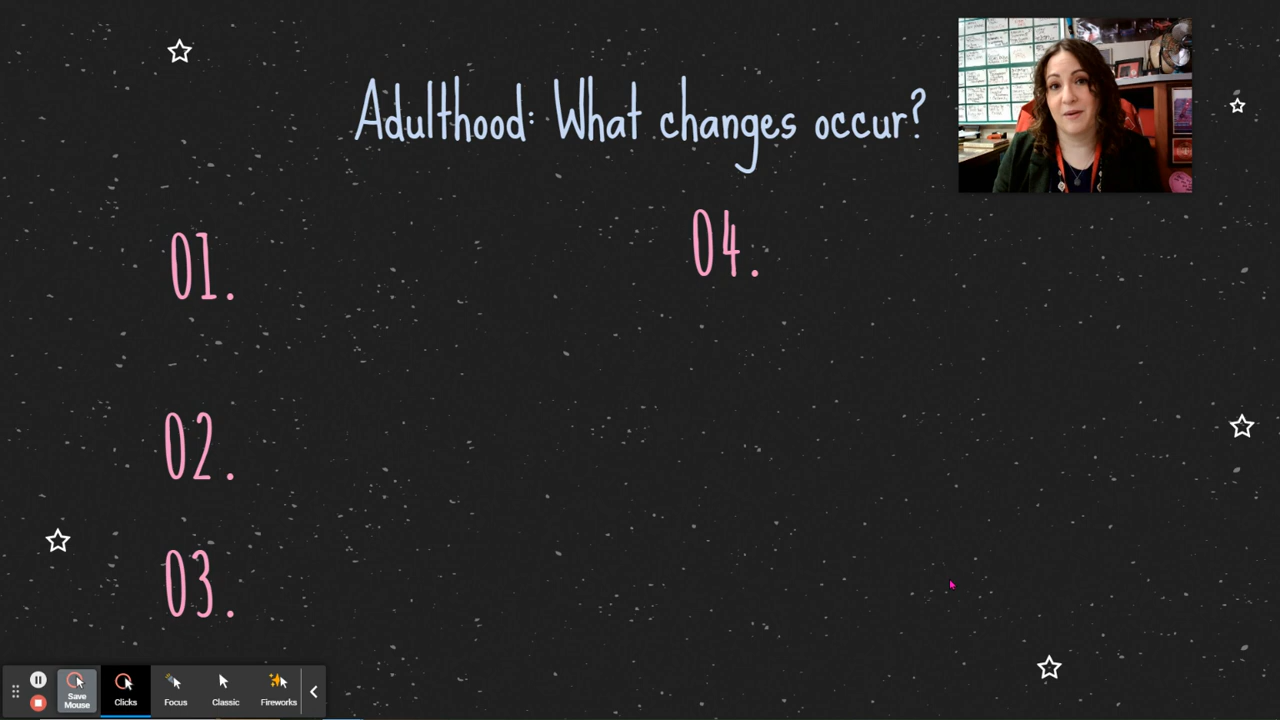 Adulthood: What changes occur?
01.
04.
02.
03.
Save
Mouse
Clicks
Focus
Classic
Fireworks